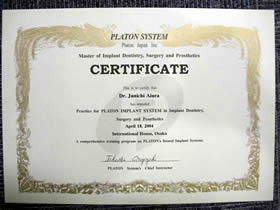 PLATON SYSTEM
Platon Japan Inc
Master of Implant Dentistry, Surgery and Prosthetics
CERTIFICATE
This is to certify that
Dr. Junichi Aiura
has attended
Practice for PLATON IMPLANT SYSTEM in Implant Dentistry,
Surgery and Prosthetics
April 18, 2004
International House, Osaka
A comprehensive training program on PLATON's Dental Implant Systems
PLATON System's Chief Instructor